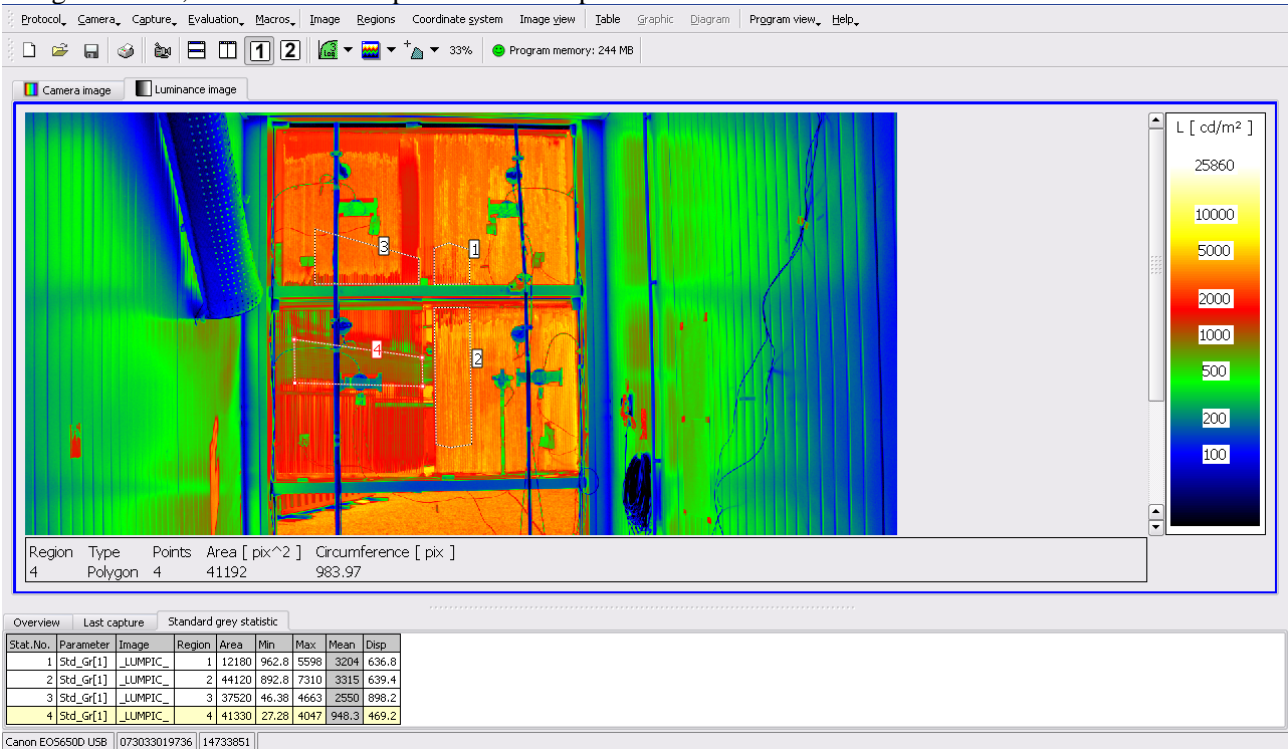 Protocol Camera Capture Evaluation Macros Image Regions Coordinate system Image view Table Graphic Diagram Program view Help
1 2 Log 33% Program memory: 244 MB
Camera image Luminance image
L [ cd/m² ]
25860
10000
5000
2000
1000
500
200
100
3
1
4
2
Region Type Points Area [ pix^2 ] Circumference [ pix ]
4 Polygon 4 41192 983.97
Overview Last capture Standard grey statistic
Stat.No. Parameter Image Region Area Min Max Mean Disp
1 Std_Gr[1] _LUMPIC_ 1 12180 962.8 5598 3204 636.8
2 Std_Gr[1] _LUMPIC_ 2 44120 892.8 7310 3315 639.4
3 Std_Gr[1] _LUMPIC_ 3 37520 46.38 4663 2550 898.2
4 Std_Gr[1] _LUMPIC_ 4 41330 27.28 4047 948.3 469.2
Canon EOS650D USB 073033019736 14733851